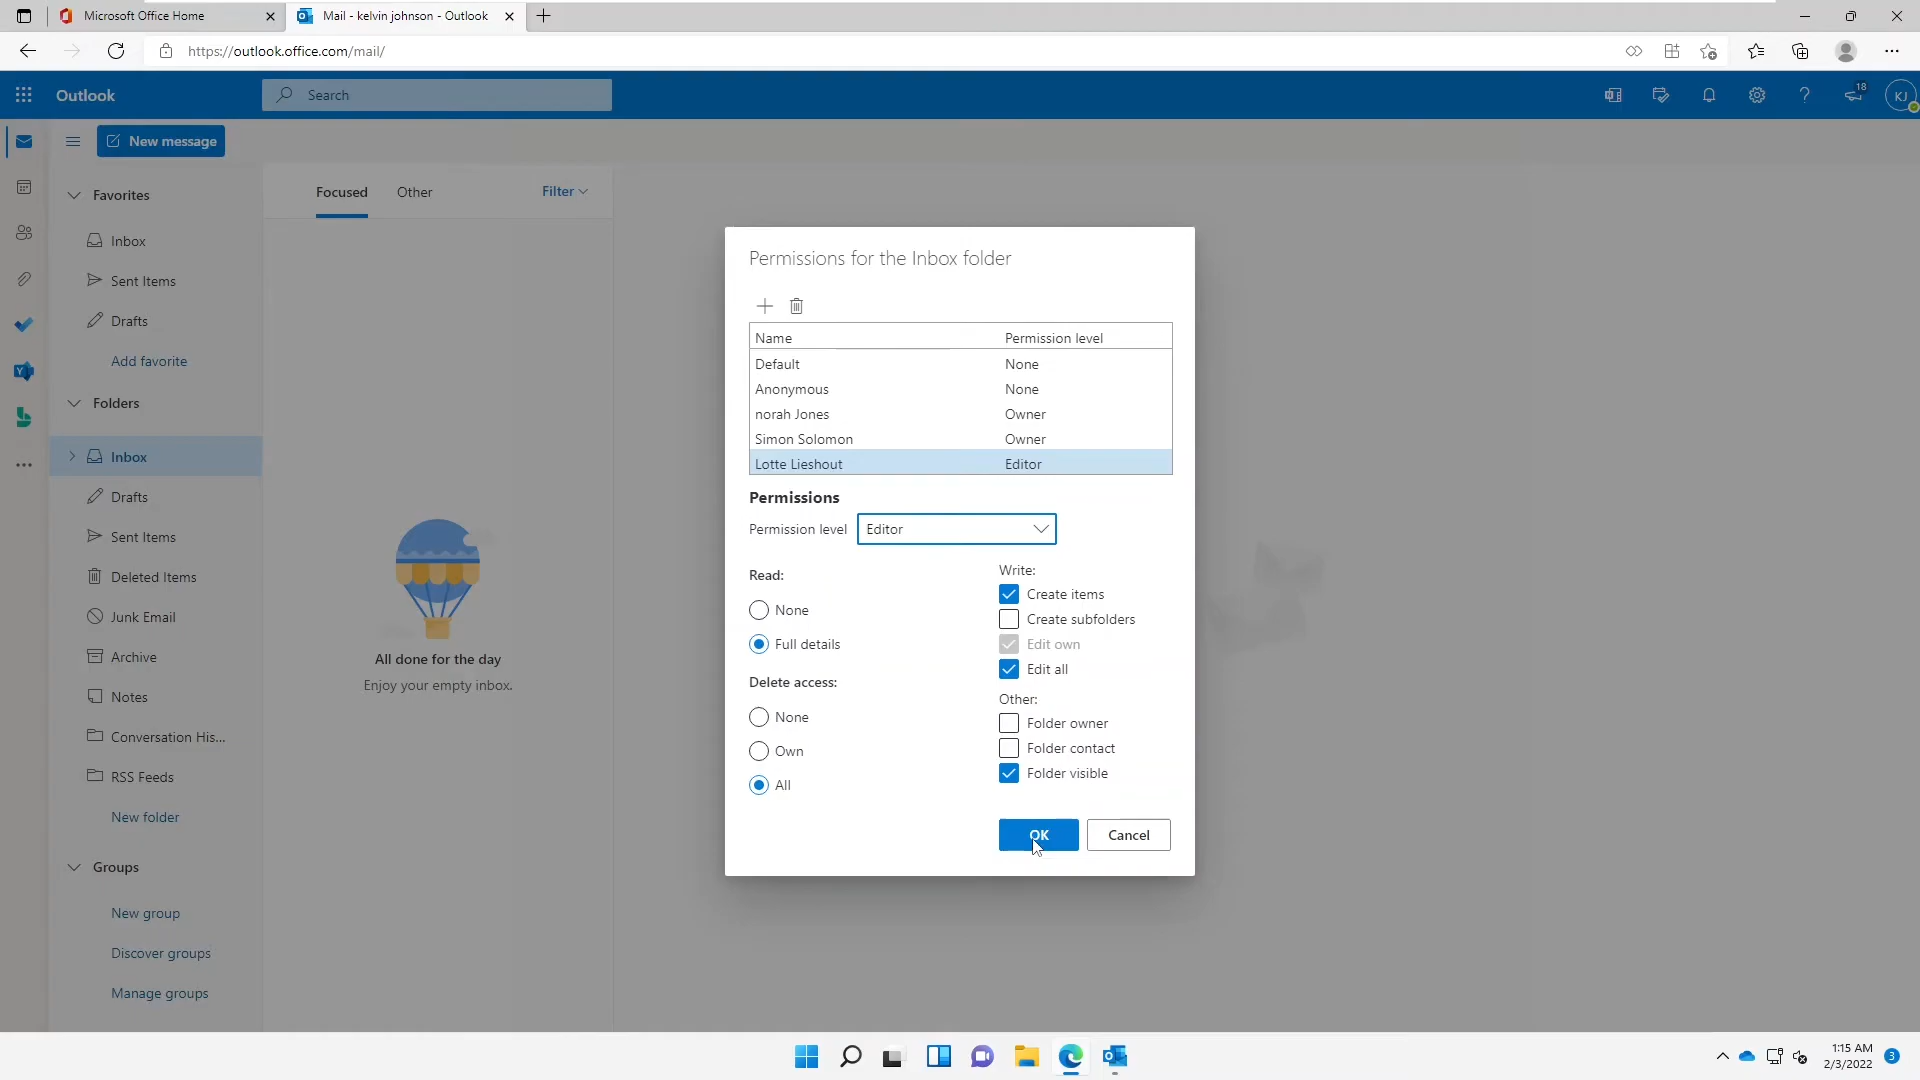 Microsoft Office Home
Mail - kelvin johnson - Outlook
https://outlook.office.com/mail/
Outlook
Search
18
KJ
New message
Favorites
Inbox
Sent Items
Drafts
Add favorite
Folders
Inbox
Drafts
Sent Items
Deleted Items
Junk Email
Archive
Notes
Conversation His...
RSS Feeds
New folder
Groups
New group
Discover groups
Manage groups
Focused Other Filter
All done for the day
Enjoy your empty inbox.
Permissions for the Inbox folder
Name Permission level
Default None
Anonymous None
norah Jones Owner
Simon Solomon Owner
Lotte Lieshout Editor
Permissions
Permission level Editor
Read:
None
Full details
Delete access:
None
Own
All
Write:
Create items
Create subfolders
Edit own
Edit all
Other:
Folder owner
Folder contact
Folder visible
OK Cancel
1:15 AM
2/3/2022
3